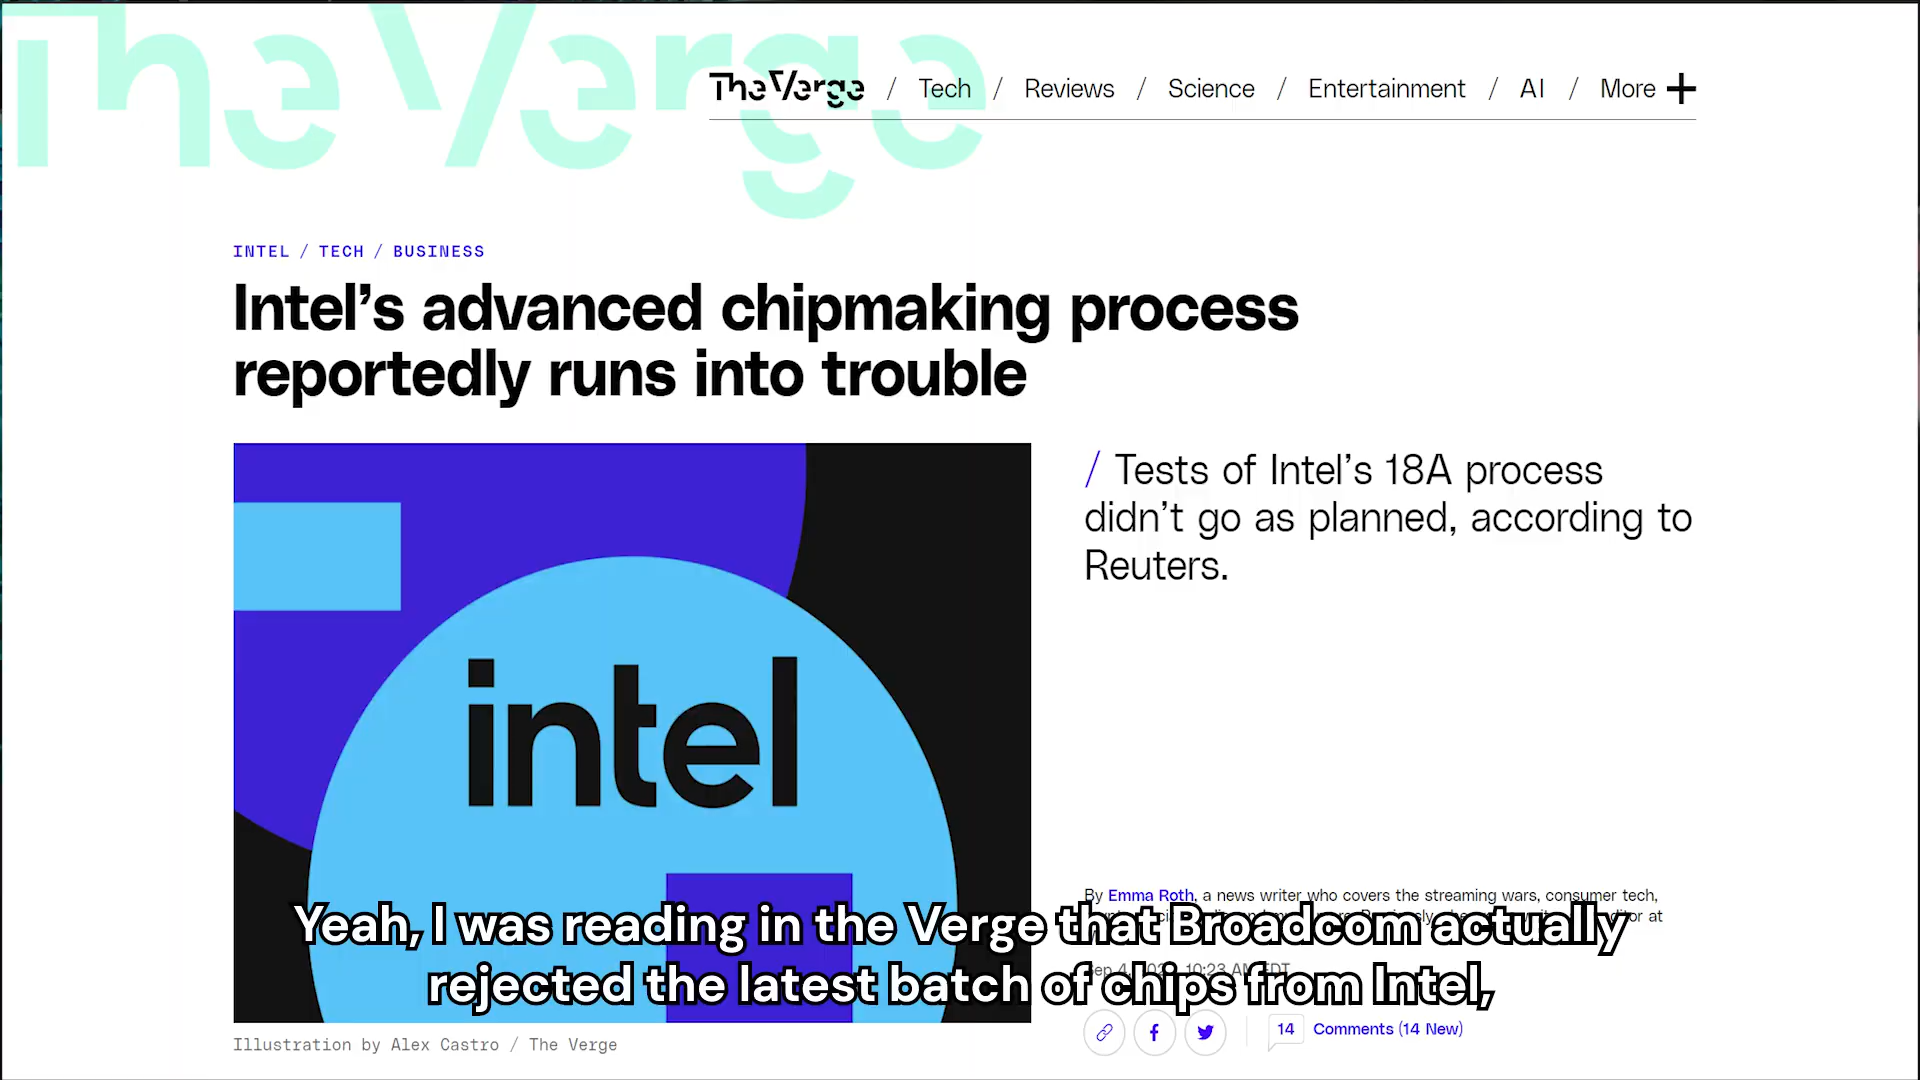 The Verge
The Verge / Tech / Reviews / Science / Entertainment / AI / More +
INTEL / TECH / BUSINESS
Intel's advanced chipmaking process
reportedly runs into trouble
/ Tests of Intel's 18A process
didn't go as planned, according to
Reuters.
intel
By Emma Roth, a news writer who covers the streaming wars, consumer tech,
Yeah, I was reading in the Verge that Broadcom actually
rejected the latest batch of chips from Intel,
14 Comments (14 New)
Illustration by Alex Castro / The Verge